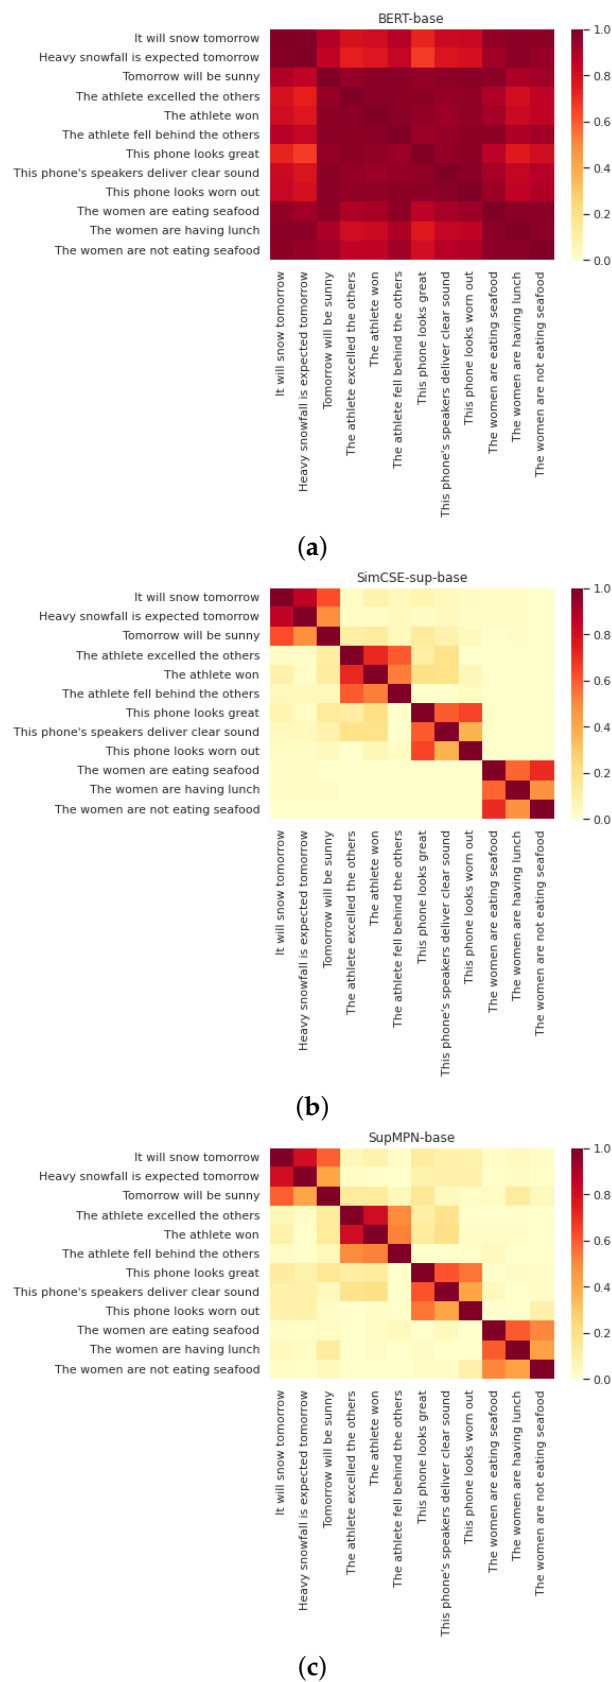 BERT-base
It will snow tomorrow
Heavy snowfall is expected tomorrow
Tomorrow will be sunny
The athlete excelled the others
The athlete won
The athlete fell behind the others
This phone looks great
This phone's speakers deliver clear sound
This phone looks worn out
The women are eating seafood
The women are having lunch
The women are not eating seafood
1.0
0.8
0.6
0.4
0.2
0.0
It will snow tomorrow
Heavy snowfall is expected tomorrow
Tomorrow will be sunny
The athlete excelled the others
The athlete won
The athlete fell behind the others
This phone looks great
This phone's speakers deliver clear sound
This phone looks worn out
The women are eating seafood
The women are having lunch
The women are not eating seafood
(a)
SimCSE-sup-base
It will snow tomorrow
Heavy snowfall is expected tomorrow
Tomorrow will be sunny
The athlete excelled the others
The athlete won
The athlete fell behind the others
This phone looks great
This phone's speakers deliver clear sound
This phone looks worn out
The women are eating seafood
The women are having lunch
The women are not eating seafood
1.0
0.8
0.6
0.4
0.2
0.0
It will snow tomorrow
Heavy snowfall is expected tomorrow
Tomorrow will be sunny
The athlete excelled the others
The athlete won
The athlete fell behind the others
This phone looks great
This phone's speakers deliver clear sound
This phone looks worn out
The women are eating seafood
The women are having lunch
The women are not eating seafood
(b)
SupMPN-base
It will snow tomorrow
Heavy snowfall is expected tomorrow
Tomorrow will be sunny
The athlete excelled the others
The athlete won
The athlete fell behind the others
This phone looks great
This phone's speakers deliver clear sound
This phone looks worn out
The women are eating seafood
The women are having lunch
The women are not eating seafood
1.0
0.8
0.6
0.4
0.2
0.0
It will snow tomorrow
Heavy snowfall is expected tomorrow
Tomorrow will be sunny
The athlete excelled the others
The athlete won
The athlete fell behind the others
This phone looks great
This phone's speakers deliver clear sound
This phone looks worn out
The women are eating seafood
The women are having lunch
The women are not eating seafood
(c)